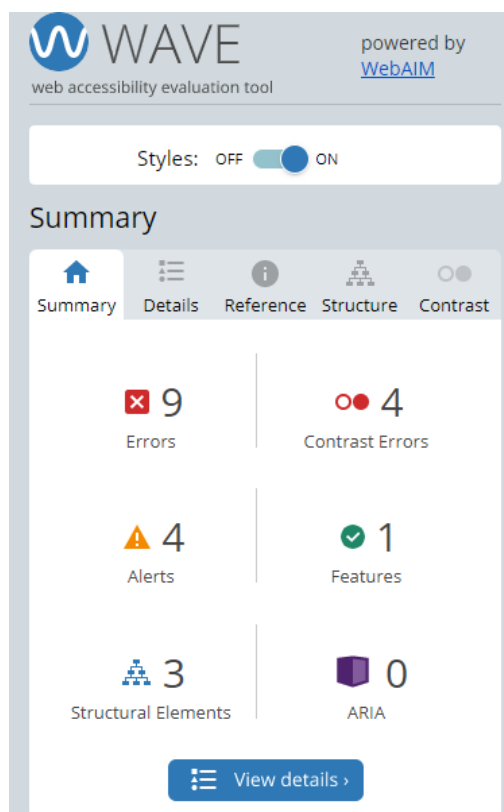 WAVE
web accessibility evaluation tool
powered by
WebAIM
Styles: OFF ON
Summary
Summary Details Reference Structure Contrast
9
Errors
4
Contrast Errors
4
Alerts
1
Features
3
Structural Elements
0
ARIA
View details ›